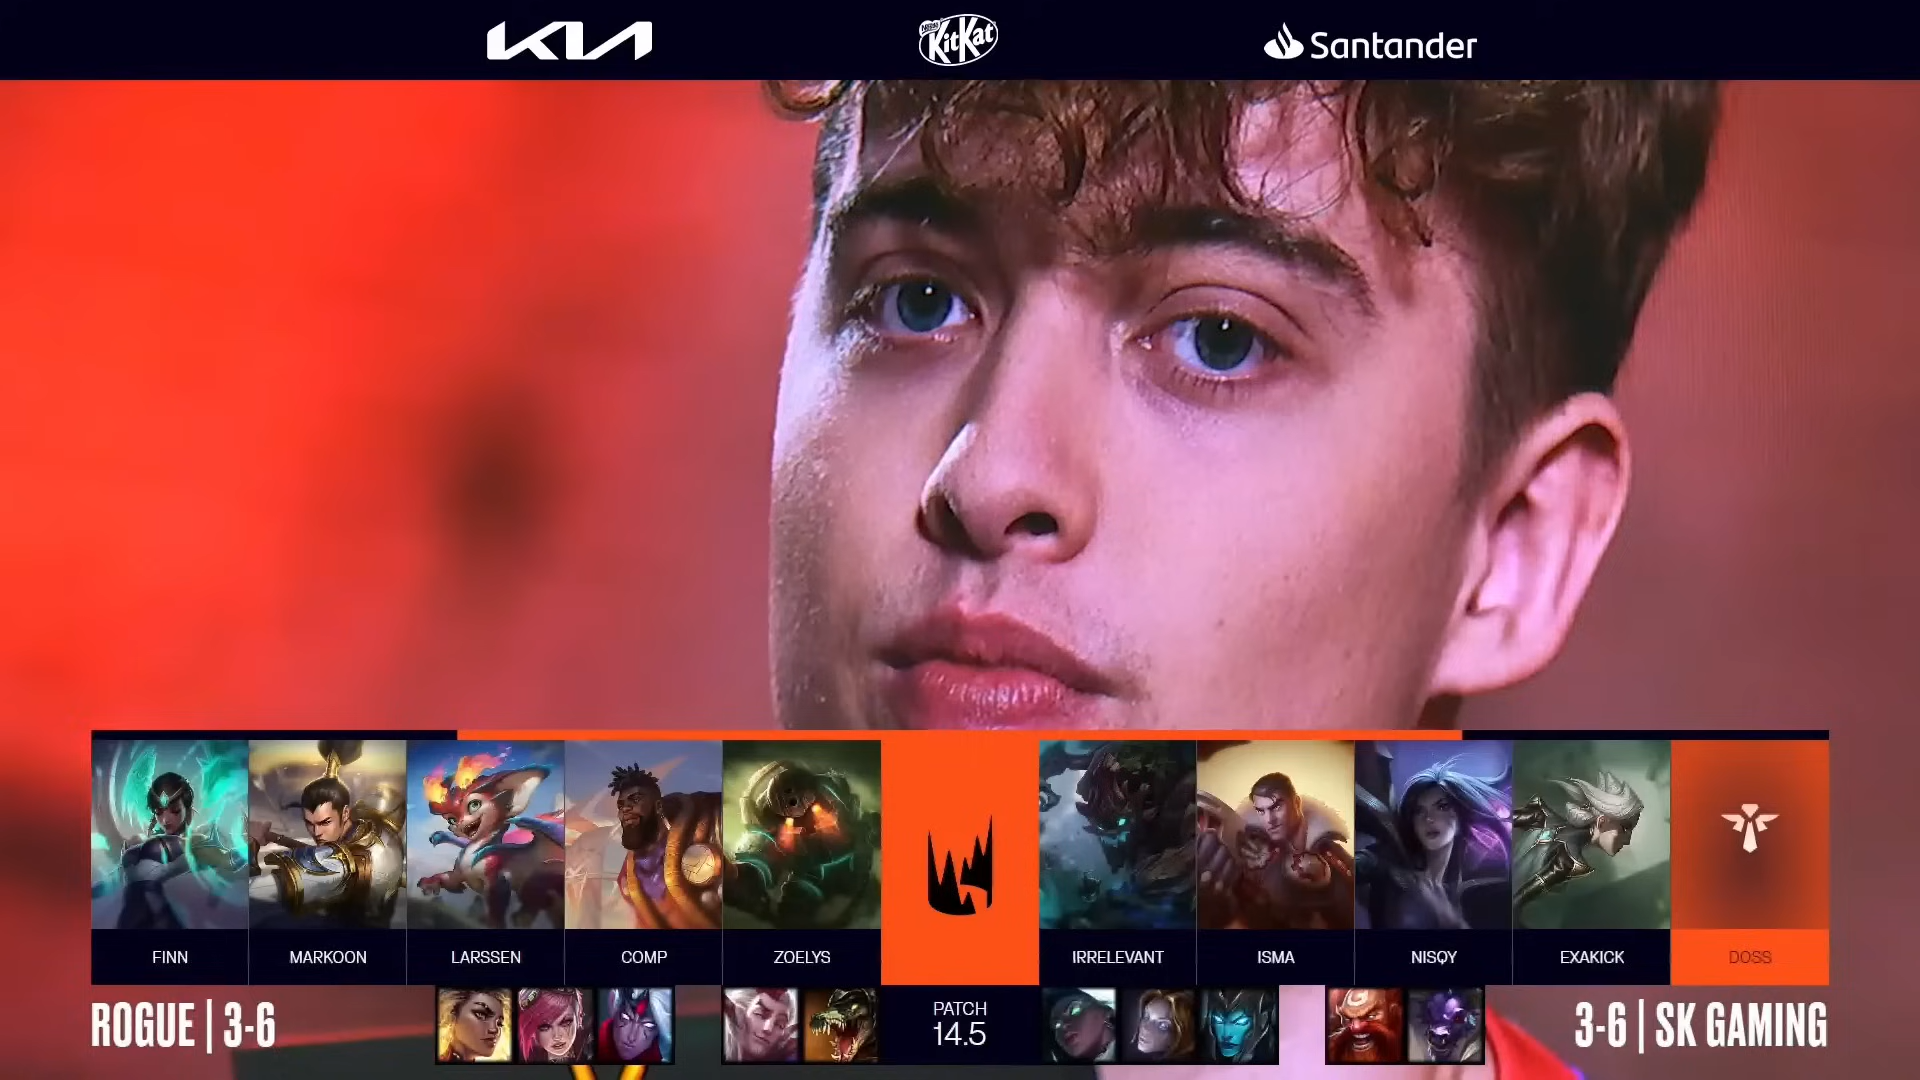 KIA
Nestlé
KitKat
Santander
FINN
MARKOON
LARSSEN
COMP
ZOELYS
IRRELEVANT
ISMA
NISQY
EXAKICK
DOSS
ROGUE | 3-6
PATCH
14.5
3-6 | SK GAMING